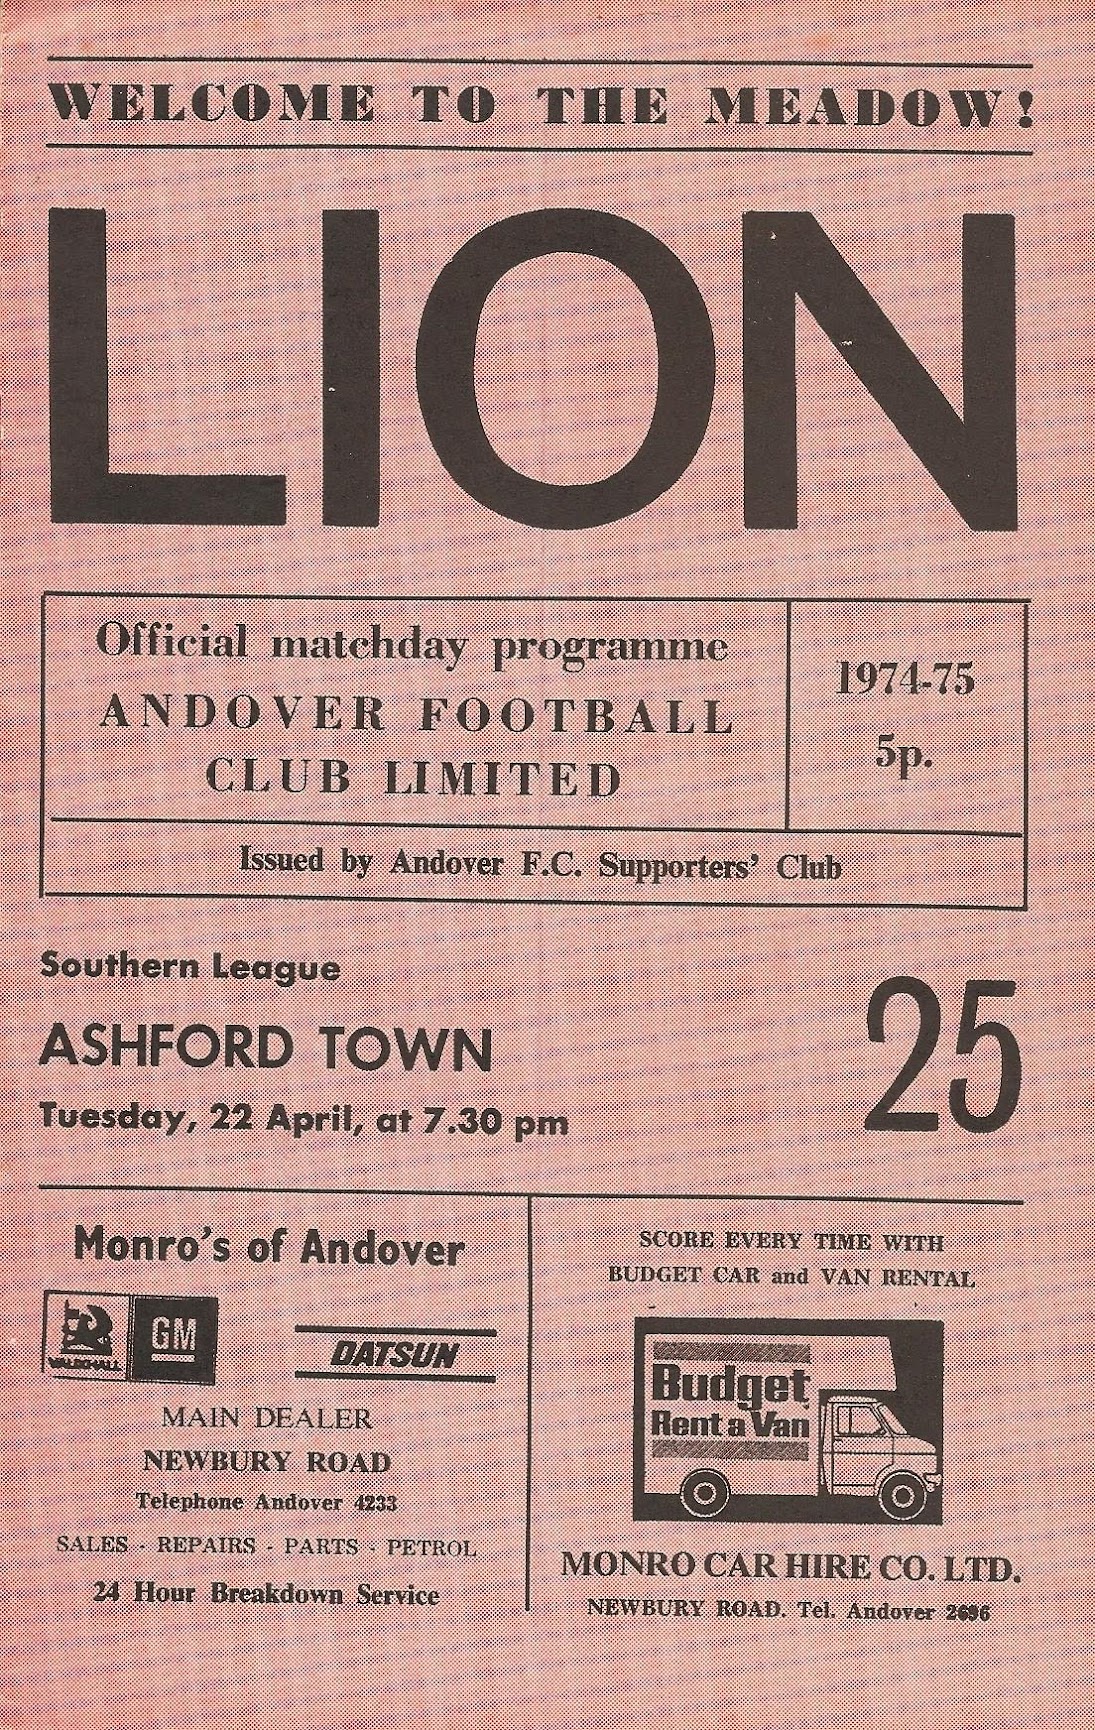 WELCOME TO THE MEADOW!
LION
Official matchday programme
ANDOVER FOOTBALL
CLUB LIMITED
1974-75
5p.
Issued by Andover F.C. Supporters' Club
Southern League
ASHFORD TOWN
Tuesday, 22 April, at 7.30 pm
25
Monro's of Andover
VAUXHALL
GM
DATSUN
MAIN DEALER
NEWBURY ROAD
Telephone Andover 4233
SALES - REPAIRS - PARTS - PETROL
24 Hour Breakdown Service
SCORE EVERY TIME WITH
BUDGET CAR and VAN RENTAL
Budget
Rent a Van
MONRO CAR HIRE CO. LTD.
NEWBURY ROAD. Tel. Andover 2696